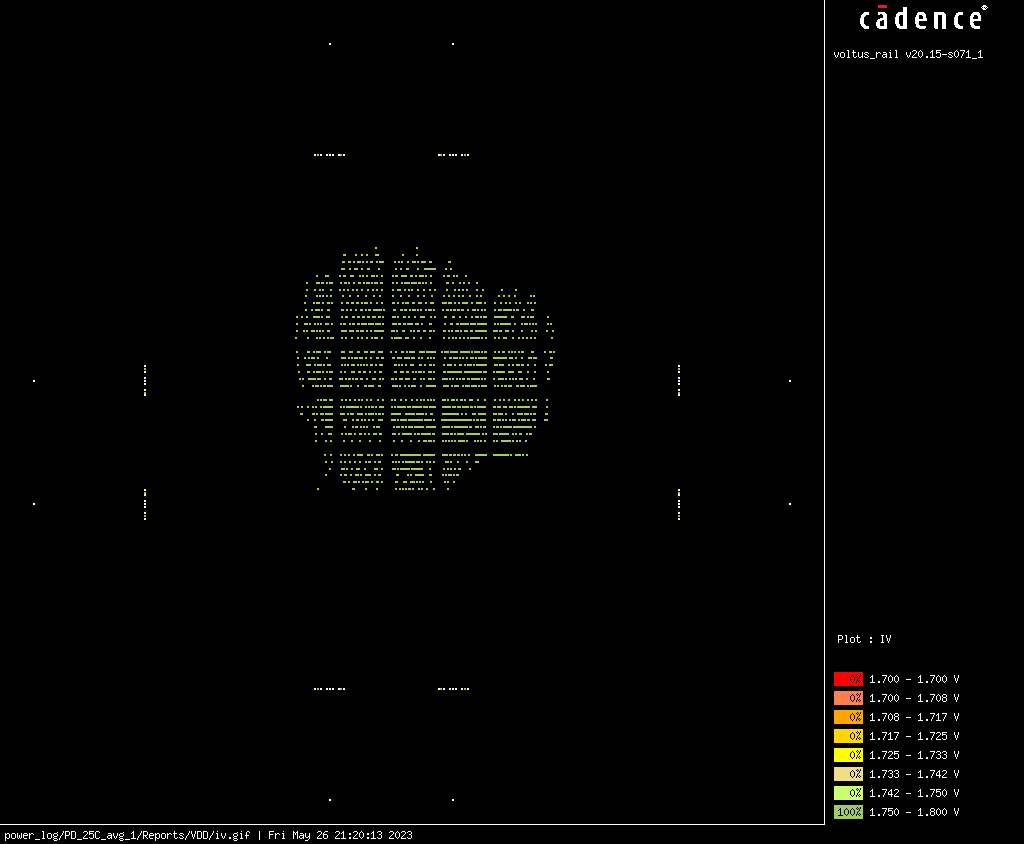 cādence®
voltus_rail v20.15-s071_1
Plot : IV
0% 1.700 - 1.700 V
0% 1.700 - 1.708 V
0% 1.708 - 1.717 V
0% 1.717 - 1.725 V
0% 1.725 - 1.733 V
0% 1.733 - 1.742 V
0% 1.742 - 1.750 V
100% 1.750 - 1.800 V
power_log/PD_25C_avg_1/Reports/VDD/iv.gif | Fri May 26 21:20:13 2023